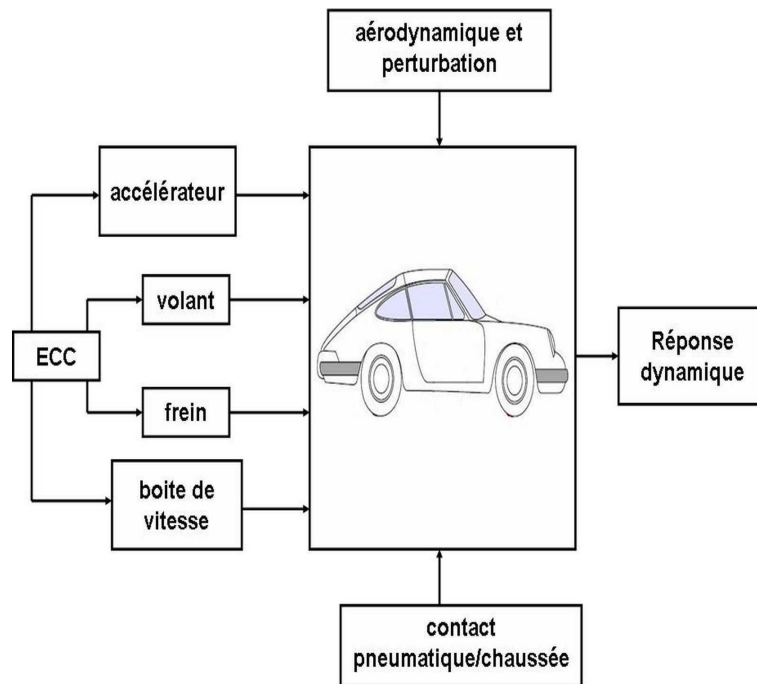 aérodynamique et
perturbation
accélérateur
volant
ECC
frein
boite de
vitesse
Réponse
dynamique
contact
pneumatique/chaussée